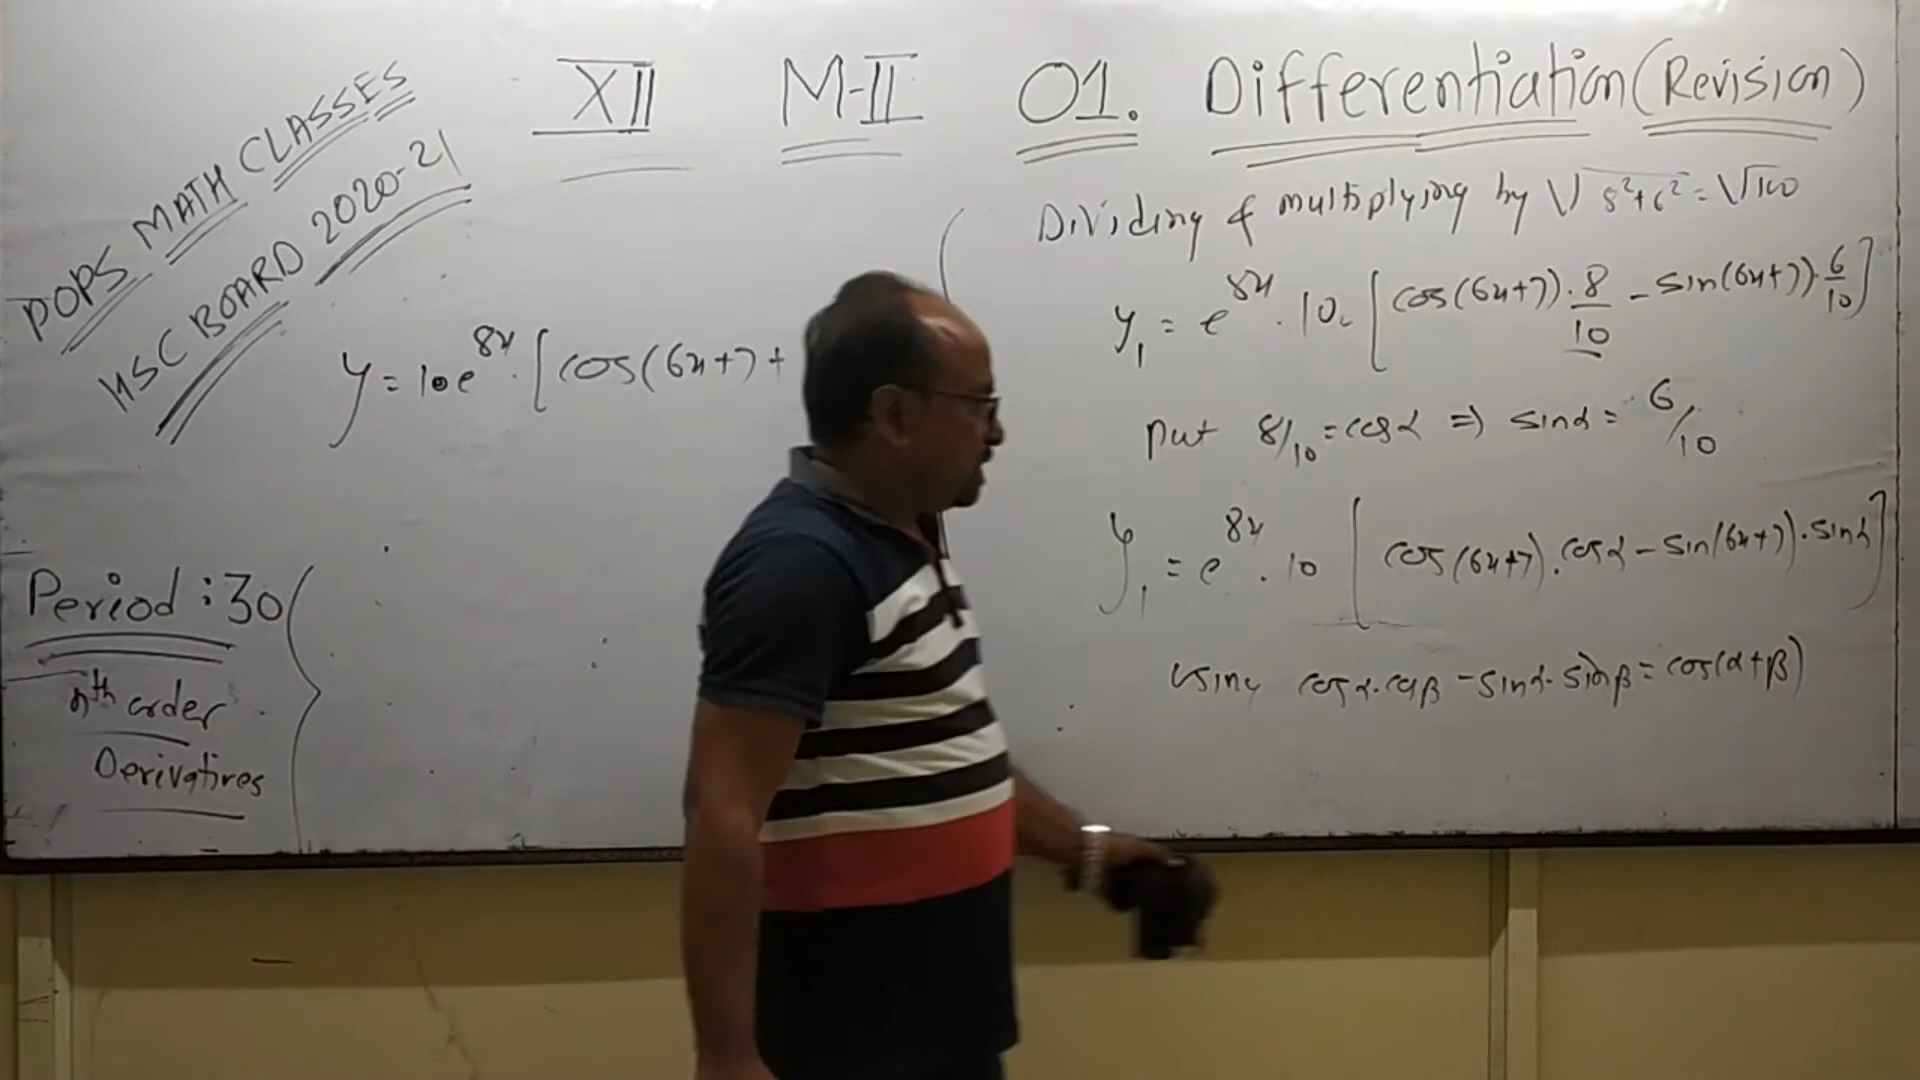 POPS MATH CLASSES
HSC BOARD 2020-21
XII M-II 01. Differentiation (Revision)
y = 10e^8x · [cos(6x+7+
Period : 30
nth order
Derivatives
Dividing & multiplying by √8²+6² = √100
y₁ = e^8x · 10. [cos(6x+7)·8/10 - sin(6x+7)·6/10]
put 8/10 = cosα ⇒ sinα = 6/10
y₁ = e^8x · 10 [cos(6x+7)·cosα - sin(6x+7)·sinα]
using cosα·cosβ - sinα·sinβ = cos(α+β)